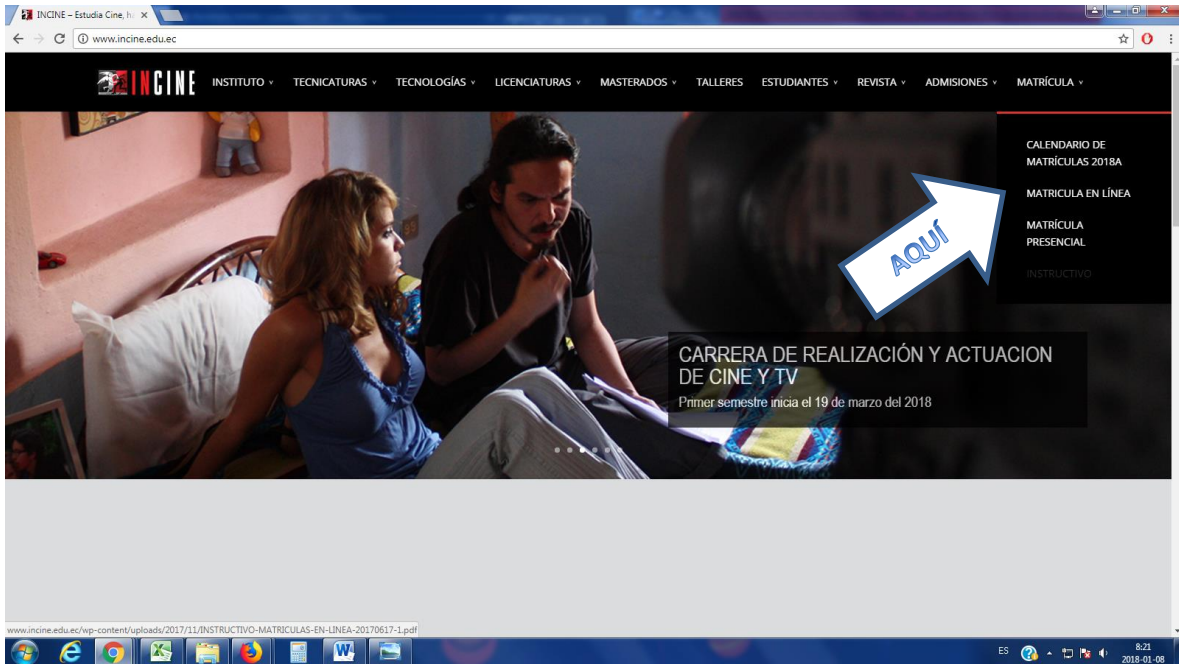 INCINE – Estudia Cine, h
www.incine.edu.ec
INCINE
INSTITUTO
TECNICATURAS
TECNOLOGÍAS
LICENCIATURAS
MASTERADOS
TALLERES
ESTUDIANTES
REVISTA
ADMISIONES
MATRÍCULA
CALENDARIO DE
MATRÍCULAS 2018A
MATRICULA EN LÍNEA
MATRÍCULA
PRESENCIAL
INSTRUCTIVO
AQUÍ
CARRERA DE REALIZACIÓN Y ACTUACION
DE CINE Y TV
Primer semestre inicia el 19 de marzo del 2018
www.incine.edu.ec/wp-content/uploads/2017/11/INSTRUCTIVO-MATRICULAS-EN-LINEA-20170617-1.pdf
ES
8:21
2018-01-08